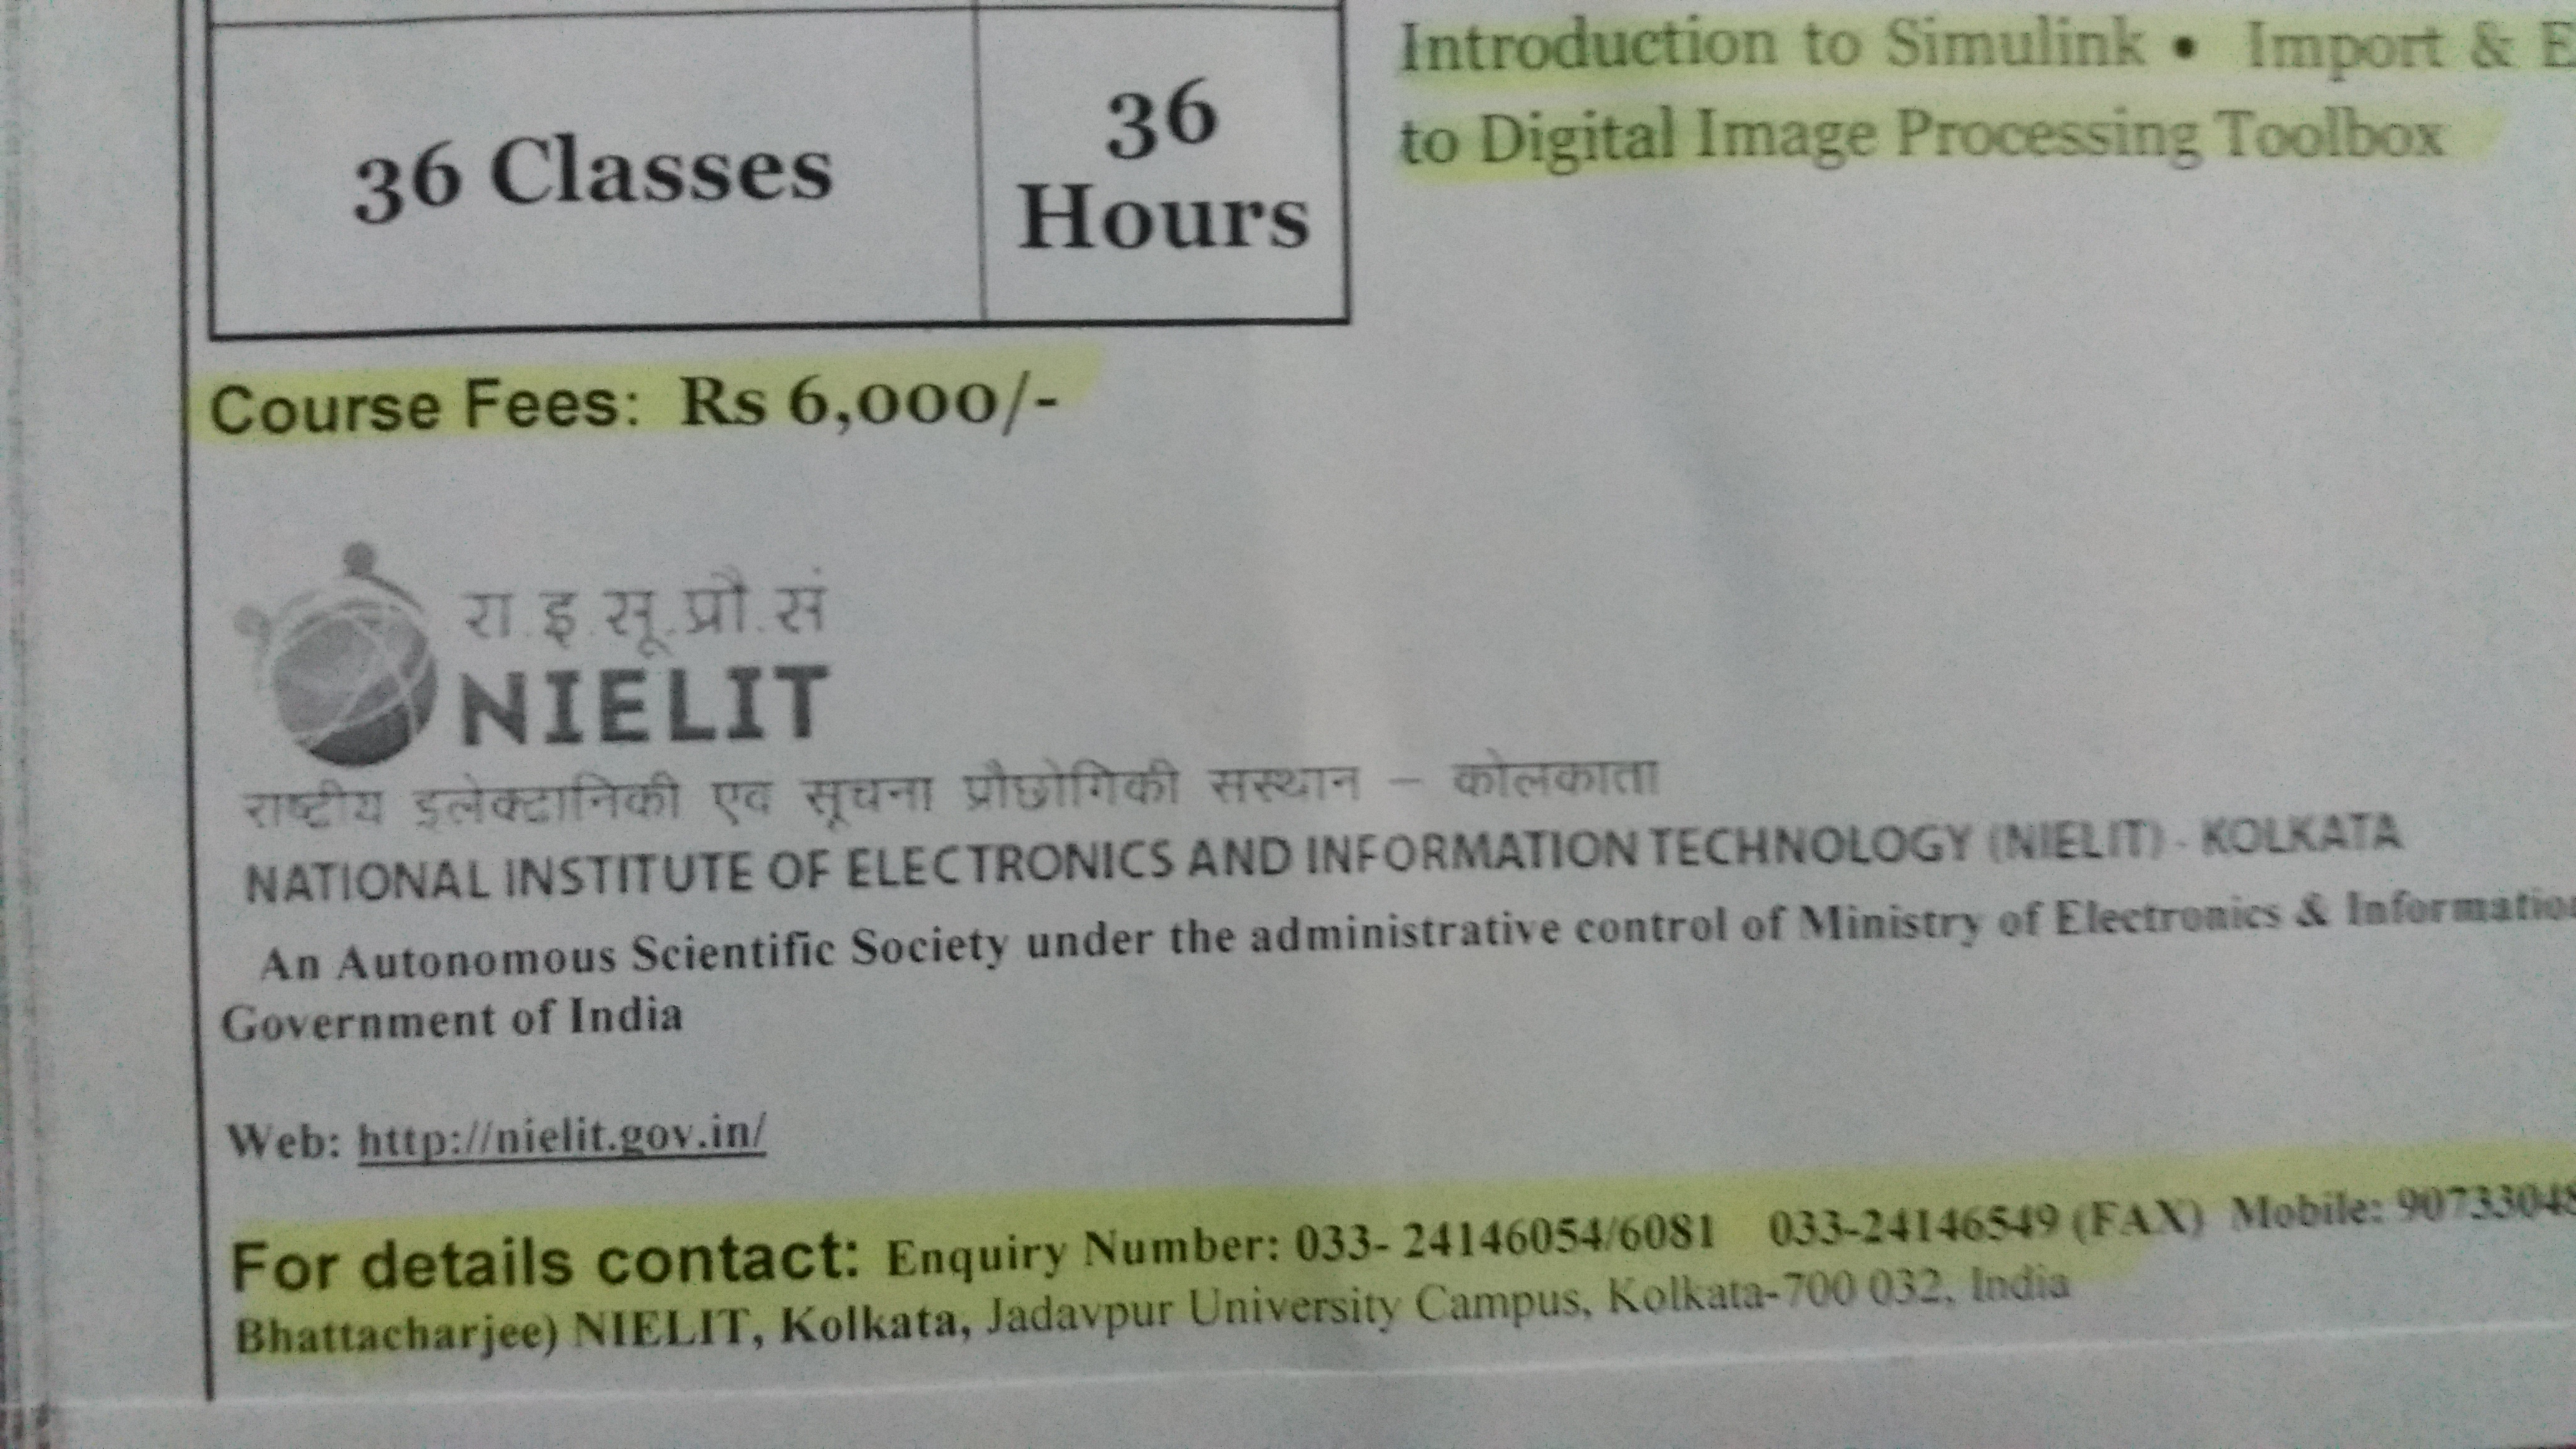 36 Classes
36
Hours
Introduction to Simulink • Import & E
to Digital Image Processing Toolbox
Course Fees: Rs 6,000/-
रा.इ.सू.प्रौ.सं
NIELIT
राष्टीय इलेक्टानिकी एव सूचना प्रौछोगिकी सस्थान – कोलकाता
NATIONAL INSTITUTE OF ELECTRONICS AND INFORMATION TECHNOLOGY (NIELIT) - KOLKATA
An Autonomous Scientific Society under the administrative control of Ministry of Electronics & Information
Government of India
Web: http://nielit.gov.in/
For details contact: Enquiry Number: 033- 24146054/6081 033-24146549 (FAX) Mobile: 90733048
Bhattacharjee) NIELIT, Kolkata, Jadavpur University Campus, Kolkata-700 032, India